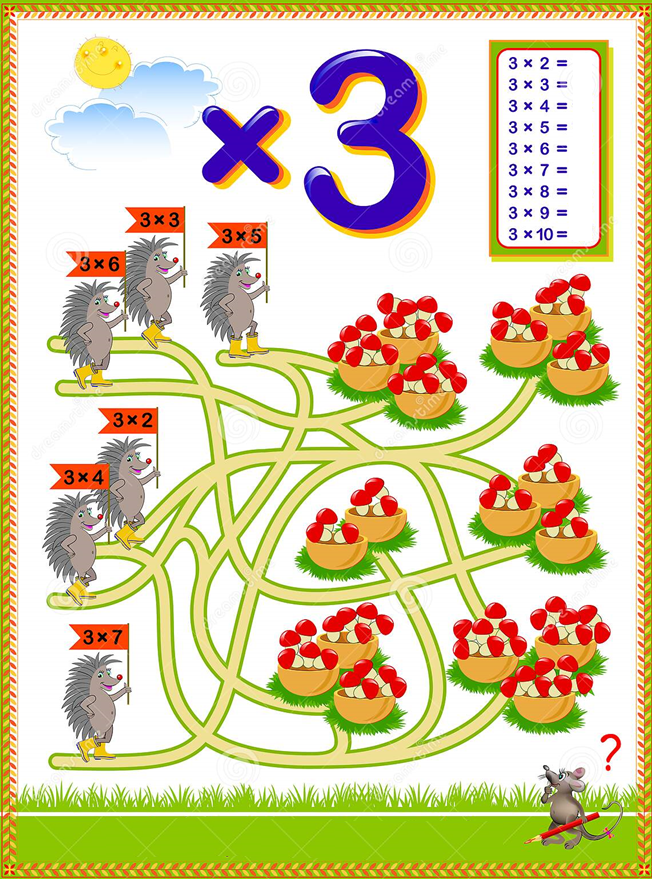 × 3
3 × 2 =
3 × 3 =
3 × 4 =
3 × 5 =
3 × 6 =
3 × 7 =
3 × 8 =
3 × 9 =
3 × 10 =
3 × 3
3 × 5
3 × 6
3 × 2
3 × 4
3 × 7
?